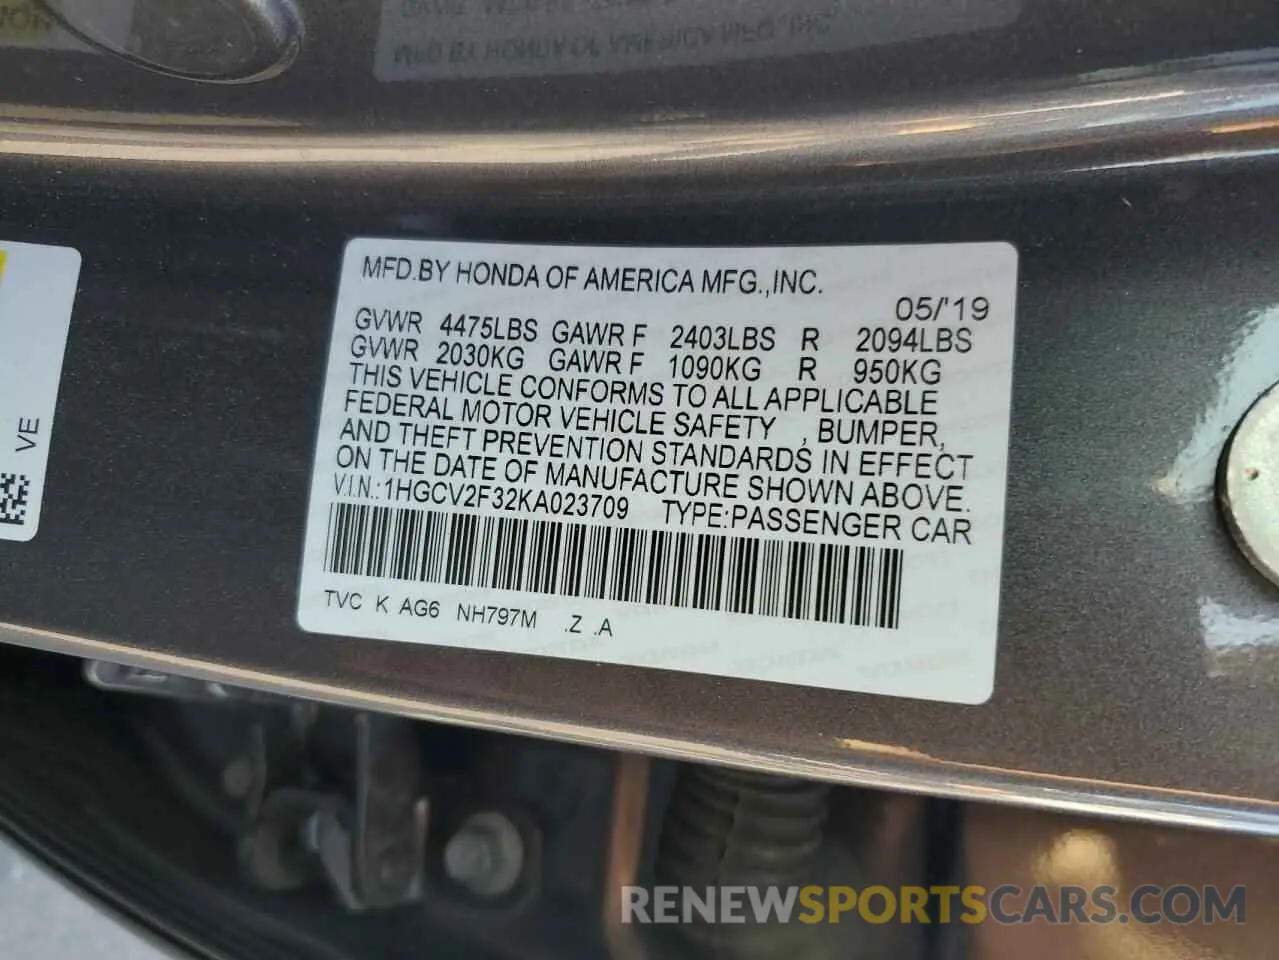 MFD.BY HONDA OF AMERICA MFG.,INC.
05/'19
GVWR 4475LBS GAWR F 2403LBS R 2094LBS
GVWR 2030KG GAWR F 1090KG R 950KG
THIS VEHICLE CONFORMS TO ALL APPLICABLE
FEDERAL MOTOR VEHICLE SAFETY , BUMPER,
AND THEFT PREVENTION STANDARDS IN EFFECT
ON THE DATE OF MANUFACTURE SHOWN ABOVE.
V.I.N.:1HGCV2F32KA023709 TYPE:PASSENGER CAR
TVC K AG6 NH797M .Z .A
VE
RENEWSPORTSCARS.COM